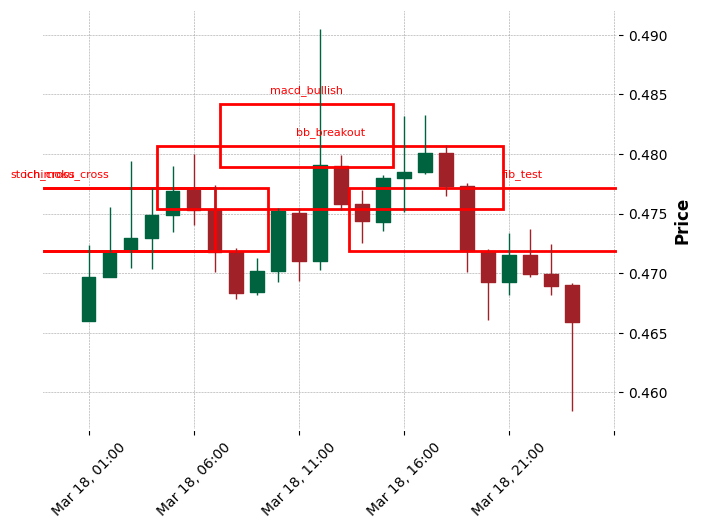 0.490
macd_bullish
0.485
bb_breakout
0.480
fib_test
0.475
Price
0.470
0.465
0.460
Mar 18, 01:00
Mar 18, 06:00
Mar 18, 11:00
Mar 18, 16:00
Mar 18, 21:00